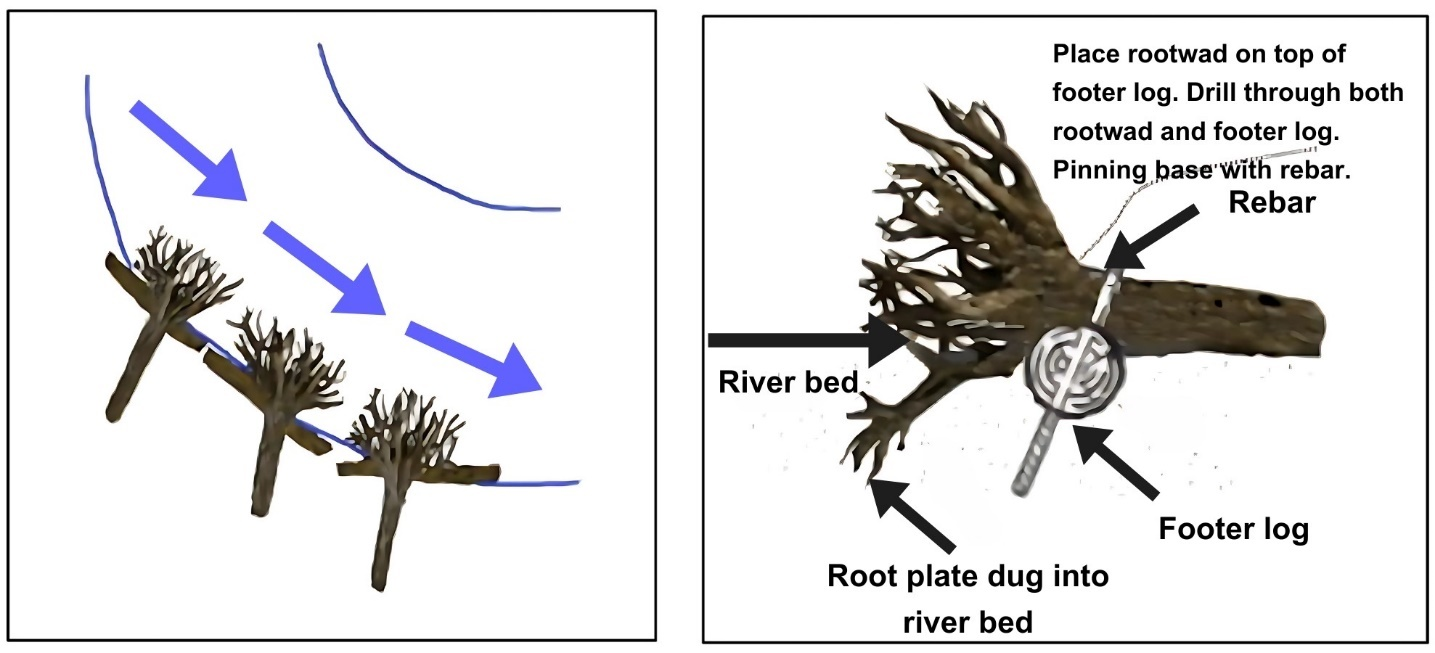 Place rootwad on top of
footer log. Drill through both
rootwad and footer log.
Pinning base with rebar.
Rebar
River bed
Footer log
Root plate dug into
river bed